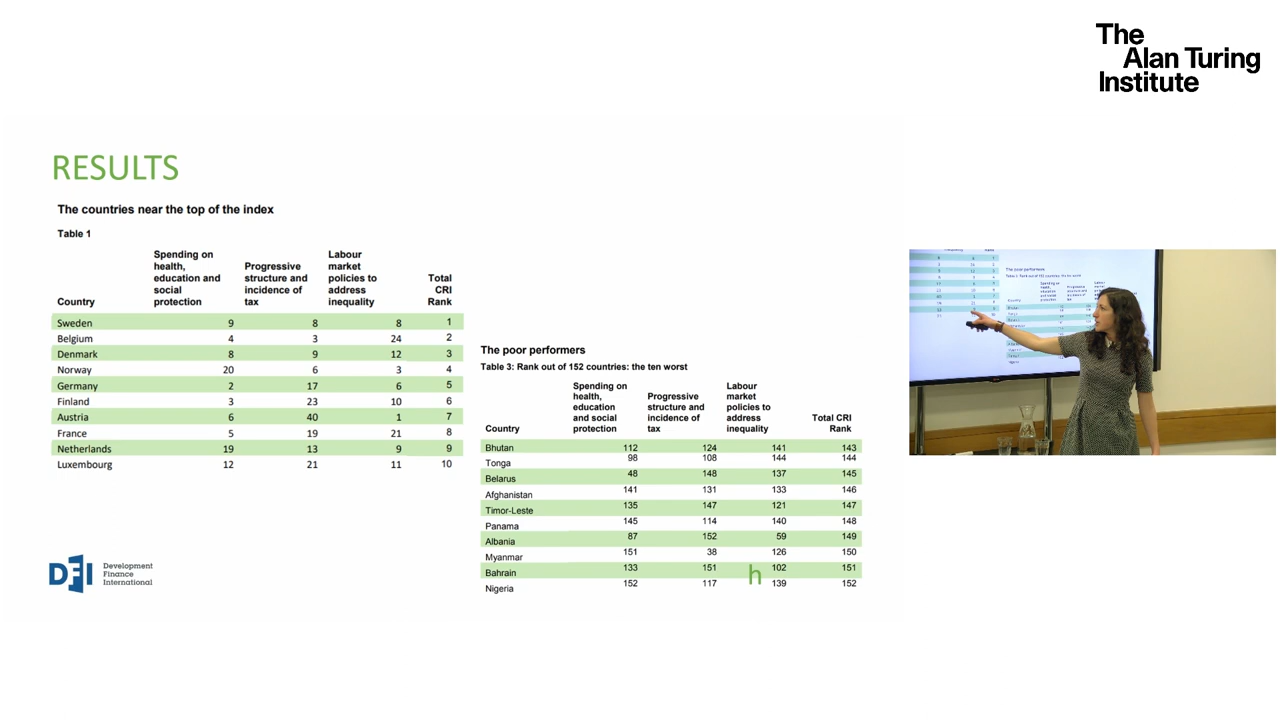 The
Alan Turing
Institute
RESULTS
The countries near the top of the index
Table 1
Country Spending on health, education and social protection Progressive structure and incidence of tax Labour market policies to address inequality Total CRI Rank
Sweden 9 8 8 1
Belgium 4 3 24 2
Denmark 8 9 12 3
Norway 20 6 3 4
Germany 2 17 6 5
Finland 3 23 10 6
Austria 6 40 1 7
France 5 19 21 8
Netherlands 19 13 9 9
Luxembourg 12 21 11 10
The poor performers
Table 3: Rank out of 152 countries: the ten worst
Country Spending on health, education and social protection Progressive structure and incidence of tax Labour market policies to address inequality Total CRI Rank
Bhutan 112 124 141 143
Tonga 98 108 144 144
Belarus 48 148 137 145
Afghanistan 141 131 133 146
Timor-Leste 135 147 121 147
Panama 145 114 140 148
Albania 87 152 59 149
Myanmar 151 38 126 150
Bahrain 133 151 102 151
h
Nigeria 152 117 139 152
DFI Development
Finance
International
The poor performers